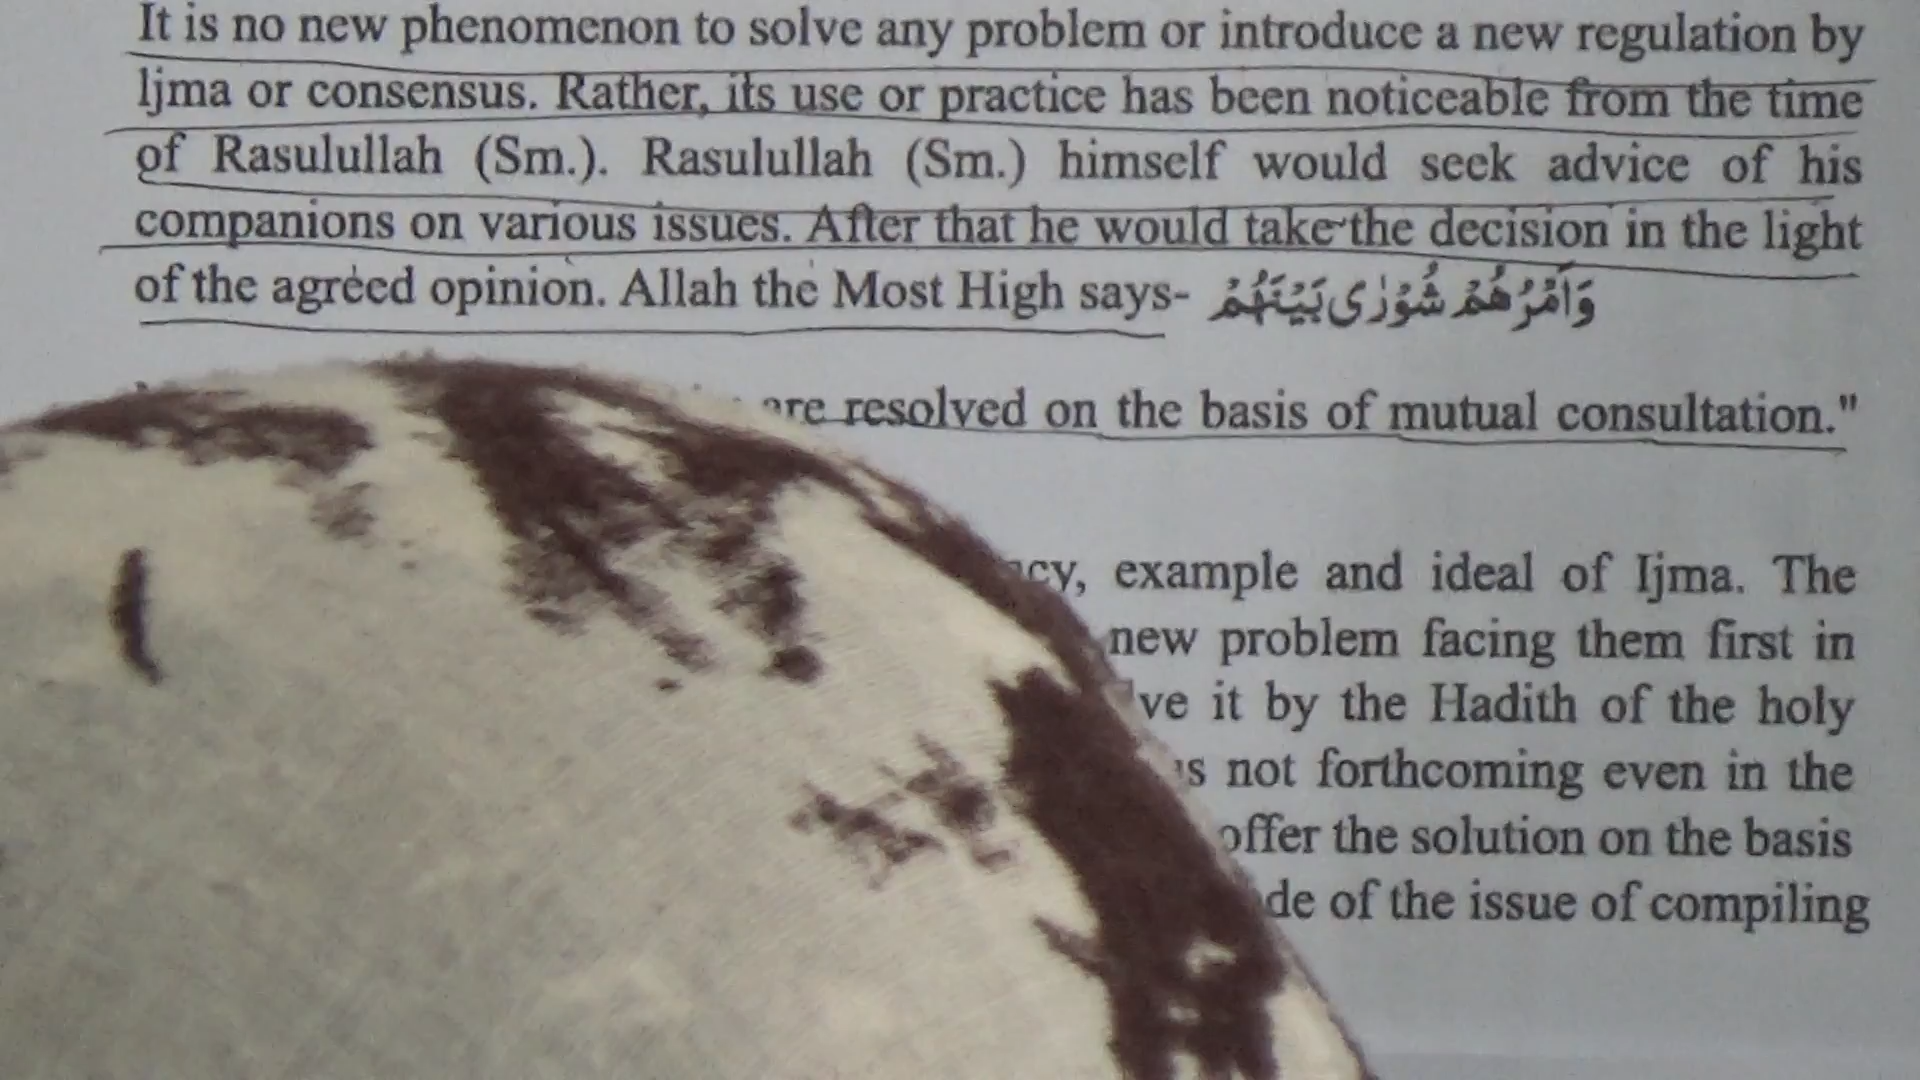 It is no new phenomenon to solve any problem or introduce a new regulation by
Ijma or consensus. Rather, its use or practice has been noticeable from the time
of Rasulullah (Sm.). Rasulullah (Sm.) himself would seek advice of his
companions on various issues. After that he would take the decision in the light
of the agreed opinion. Allah the Most High says- وَاَمْرُهُمْ شُوْرٰى بَيْنَهُمْ
are resolved on the basis of mutual consultation."
example and ideal of Ijma. The
new problem facing them first in
it by the Hadith of the holy
not forthcoming even in the
offer the solution on the basis
of the issue of compiling